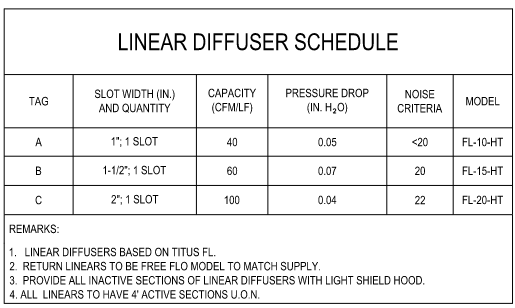 LINEAR DIFFUSER SCHEDULE
TAG SLOT WIDTH (IN.) AND QUANTITY CAPACITY (CFM/LF) PRESSURE DROP (IN. H₂O) NOISE CRITERIA MODEL
A 1"; 1 SLOT 40 0.05 <20 FL-10-HT
B 1-1/2"; 1 SLOT 60 0.07 20 FL-15-HT
C 2"; 1 SLOT 100 0.04 22 FL-20-HT
REMARKS:
1. LINEAR DIFFUSERS BASED ON TITUS FL.
2. RETURN LINEARS TO BE FREE FLO MODEL TO MATCH SUPPLY.
3. PROVIDE ALL INACTIVE SECTIONS OF LINEAR DIFFUSERS WITH LIGHT SHIELD HOOD.
4. ALL LINEARS TO HAVE 4' ACTIVE SECTIONS U.O.N.